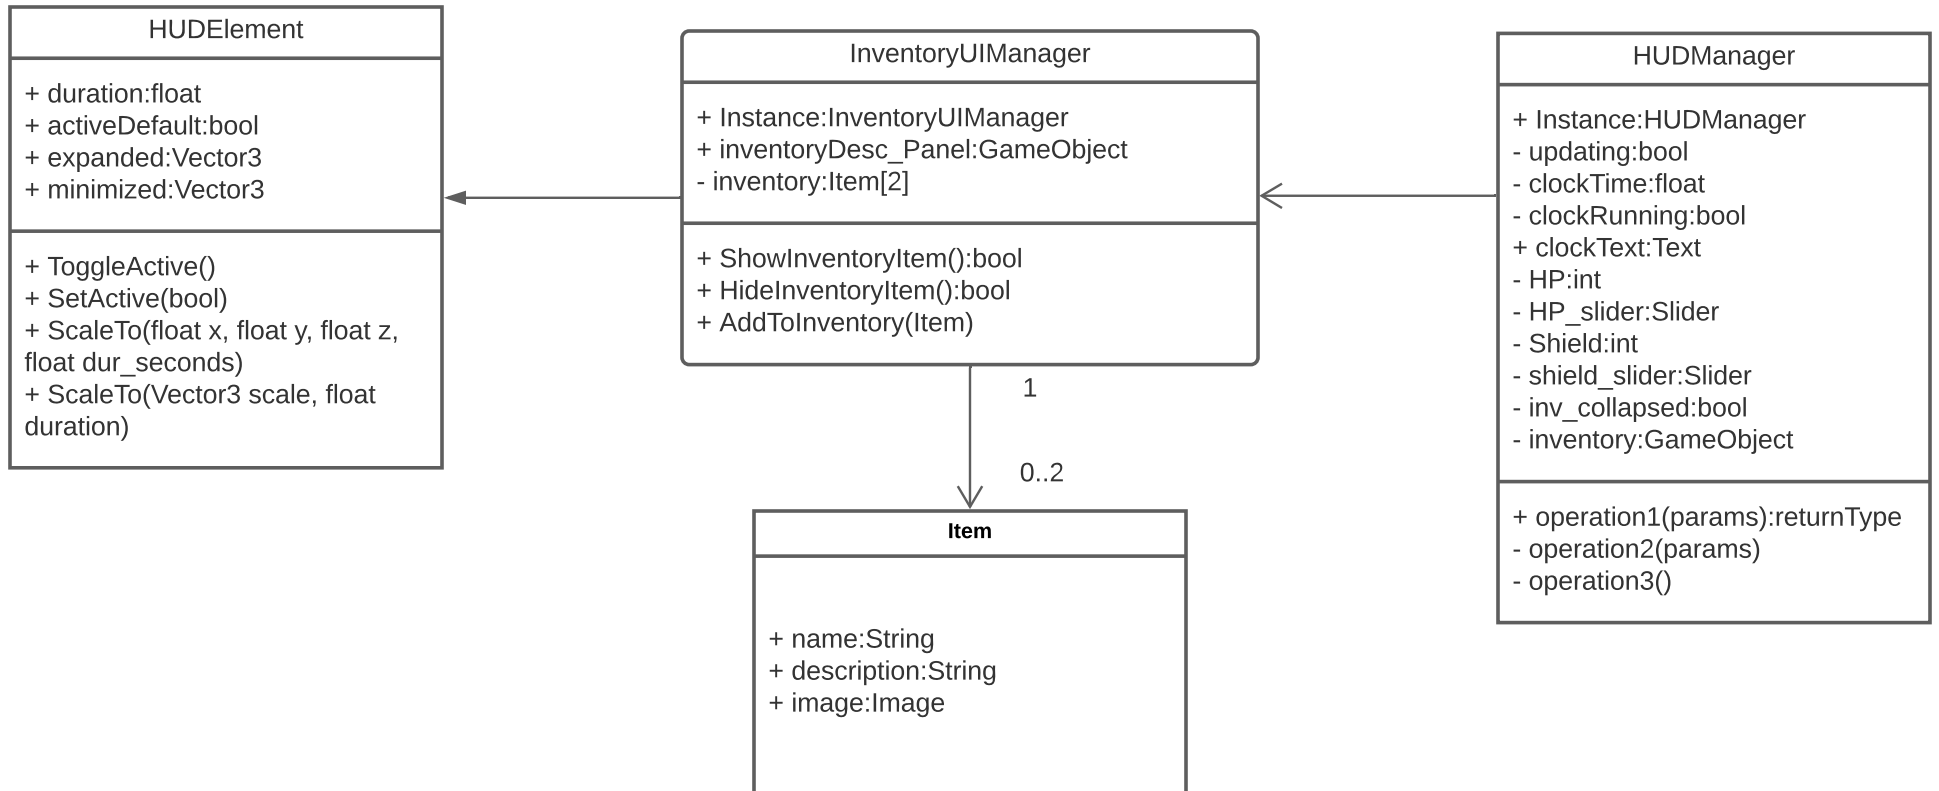 HUDElement
+ duration:float
+ activeDefault:bool
+ expanded:Vector3
+ minimized:Vector3
+ ToggleActive()
+ SetActive(bool)
+ ScaleTo(float x, float y, float z,
float dur_seconds)
+ ScaleTo(Vector3 scale, float
duration)
InventoryUIManager
+ Instance:InventoryUIManager
+ inventoryDesc_Panel:GameObject
- inventory:Item[2]
+ ShowInventoryItem():bool
+ HideInventoryItem():bool
+ AddToInventory(Item)
1
0..2
Item
+ name:String
+ description:String
+ image:Image
HUDManager
+ Instance:HUDManager
- updating:bool
- clockTime:float
- clockRunning:bool
+ clockText:Text
- HP:int
- HP_slider:Slider
- Shield:int
- shield_slider:Slider
- inv_collapsed:bool
- inventory:GameObject
+ operation1(params):returnType
- operation2(params)
- operation3()